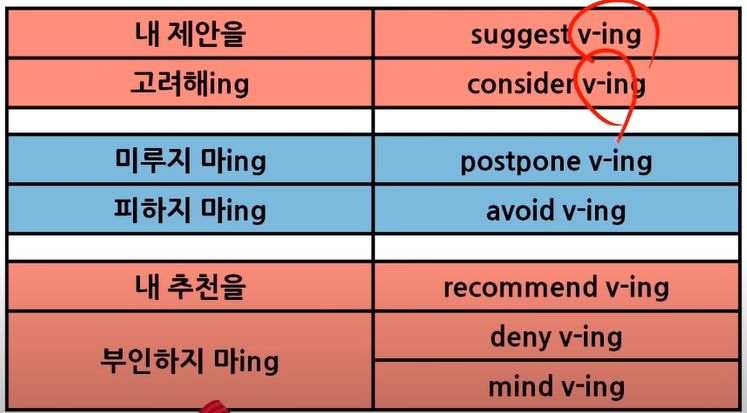 내 제안을 suggest v-ing
고려해ing consider v-ing
미루지 마ing postpone v-ing
피하지 마ing avoid v-ing
내 추천을 recommend v-ing
부인하지 마ing deny v-ing
mind v-ing